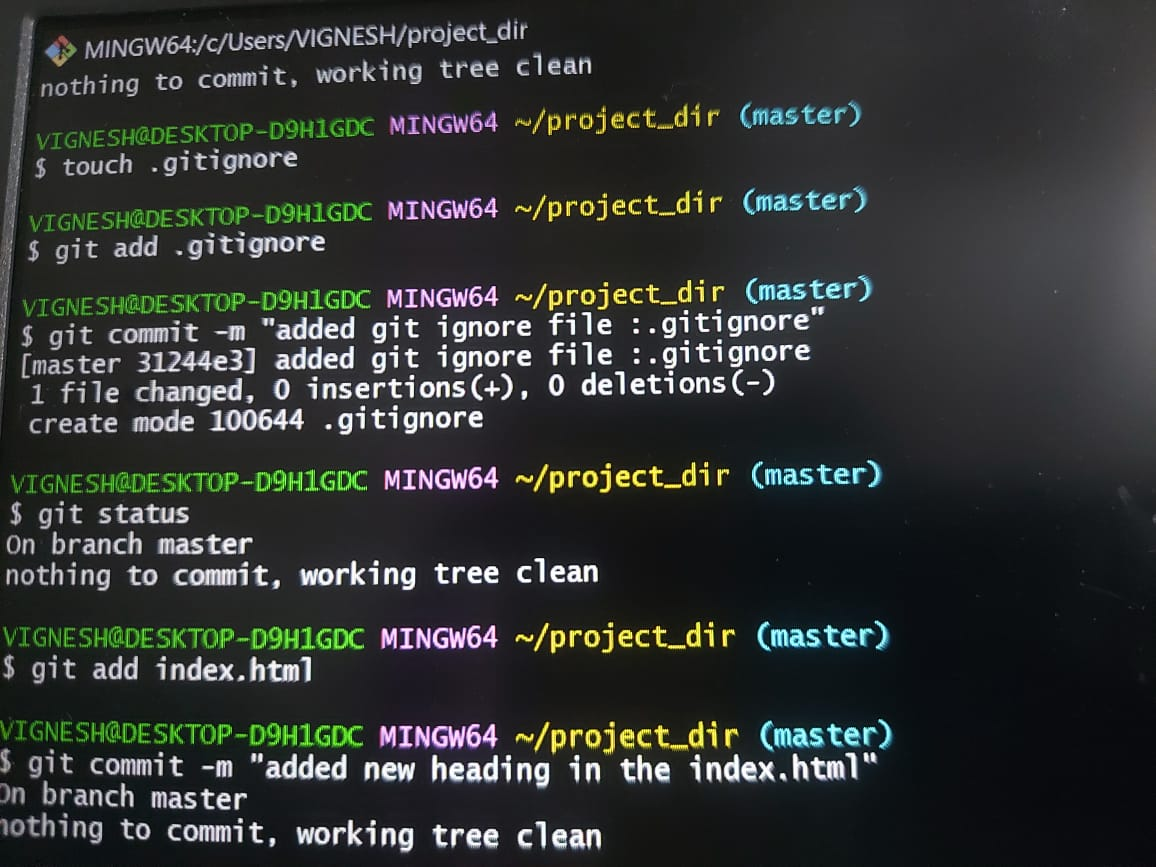 MINGW64:/c/Users/VIGNESH/project_dir
nothing to commit, working tree clean
VIGNESH@DESKTOP-D9H1GDC MINGW64 ~/project_dir (master)
$ touch .gitignore
VIGNESH@DESKTOP-D9H1GDC MINGW64 ~/project_dir (master)
$ git add .gitignore
VIGNESH@DESKTOP-D9H1GDC MINGW64 ~/project_dir (master)
$ git commit -m "added git ignore file :.gitignore"
[master 31244e3] added git ignore file :.gitignore
1 file changed, 0 insertions(+), 0 deletions(-)
create mode 100644 .gitignore
VIGNESH@DESKTOP-D9H1GDC MINGW64 ~/project_dir (master)
$ git status
On branch master
nothing to commit, working tree clean
VIGNESH@DESKTOP-D9H1GDC MINGW64 ~/project_dir (master)
$ git add index.html
VIGNESH@DESKTOP-D9H1GDC MINGW64 ~/project_dir (master)
$ git commit -m "added new heading in the index.html"
On branch master
nothing to commit, working tree clean